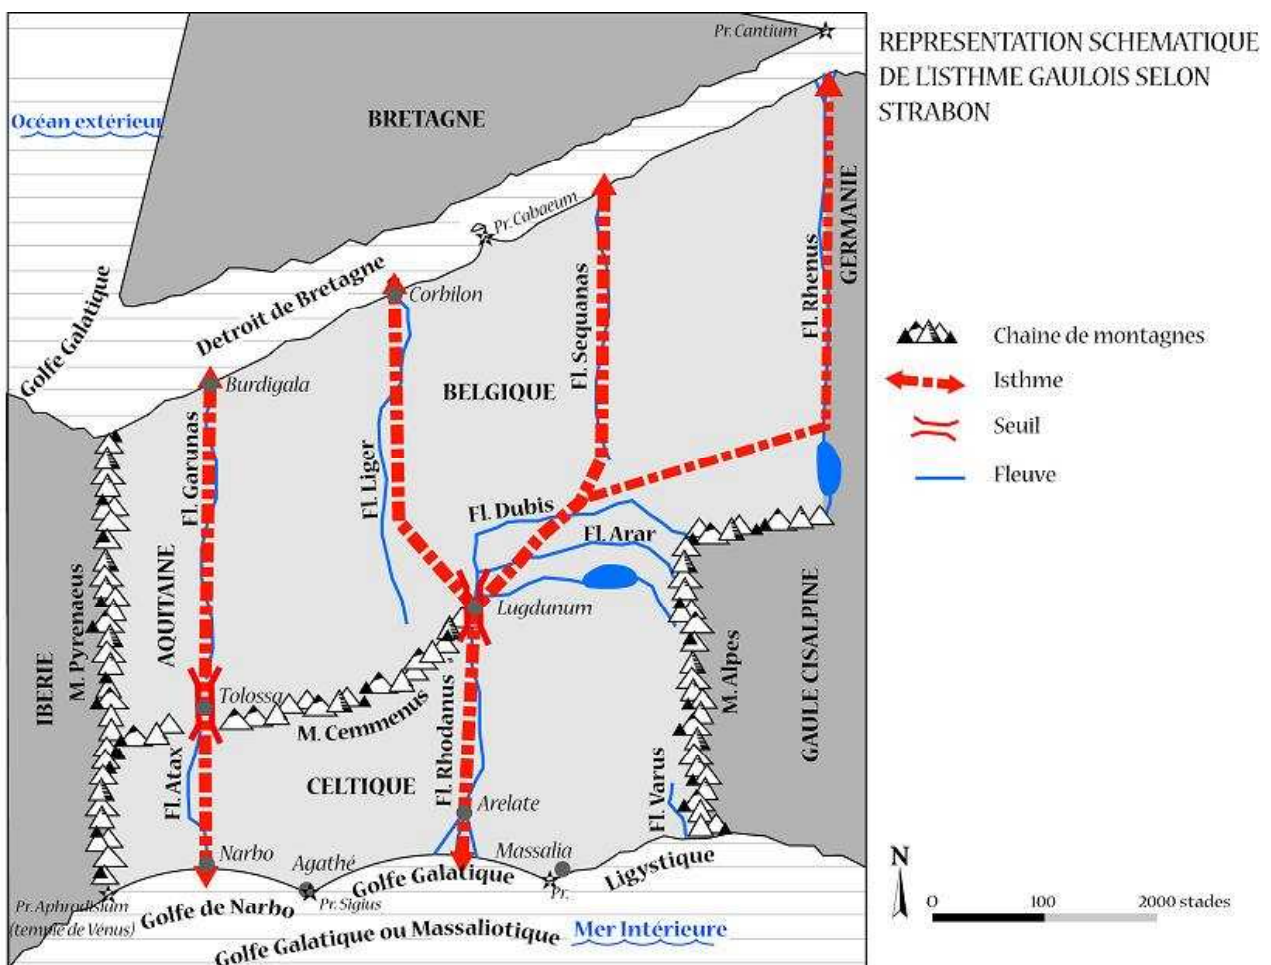 REPRESENTATION SCHEMATIQUE
DE L'ISTHME GAULOIS SELON
STRABON
Pr. Cantium
Océan extérieur
BRETAGNE
Pr. Cabaeum
GERMANIE
Fl. Rhenus
Fl. Sequanas
Golfe Galatique
Detroit de Bretagne
Corbilon
Burdigala
BELGIQUE
Fl. Garunas
Fl. Liger
Fl. Dubis
Fl. Arar
AQUITAINE
M. Pyrenaeus
IBERIE
Lugdunum
Tolossa
M. Cemmenus
Fl. Rhodanus
M. Alpes
GAULE CISALPINE
Fl. Atax
CELTIQUE
Fl. Varus
Arelate
Narbo
Agathé
Massalia
Golfe Galatique
Ligystique
Pr.
Pr. Sigius
Pr. Aphrodisium
(temple de Vénus)
Golfe de Narbo
Golfe Galatique ou Massaliotique
Mer Intérieure
Chaîne de montagnes
Isthme
Seuil
Fleuve
N
0 100 2000 stades